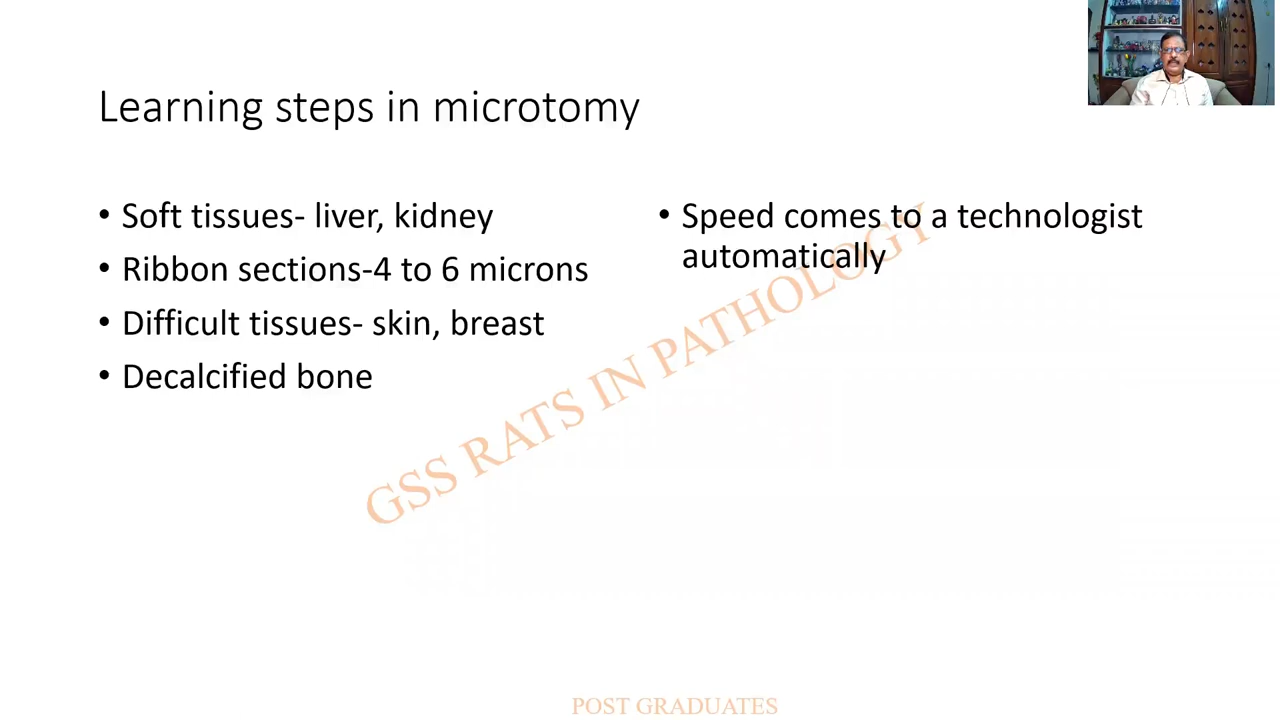 Learning steps in microtomy
• Soft tissues- liver, kidney
• Ribbon sections-4 to 6 microns
• Difficult tissues- skin, breast
• Decalcified bone
• Speed comes to a technologist
automatically
GSS RATS IN PATHOLOGY
POST GRADUATES